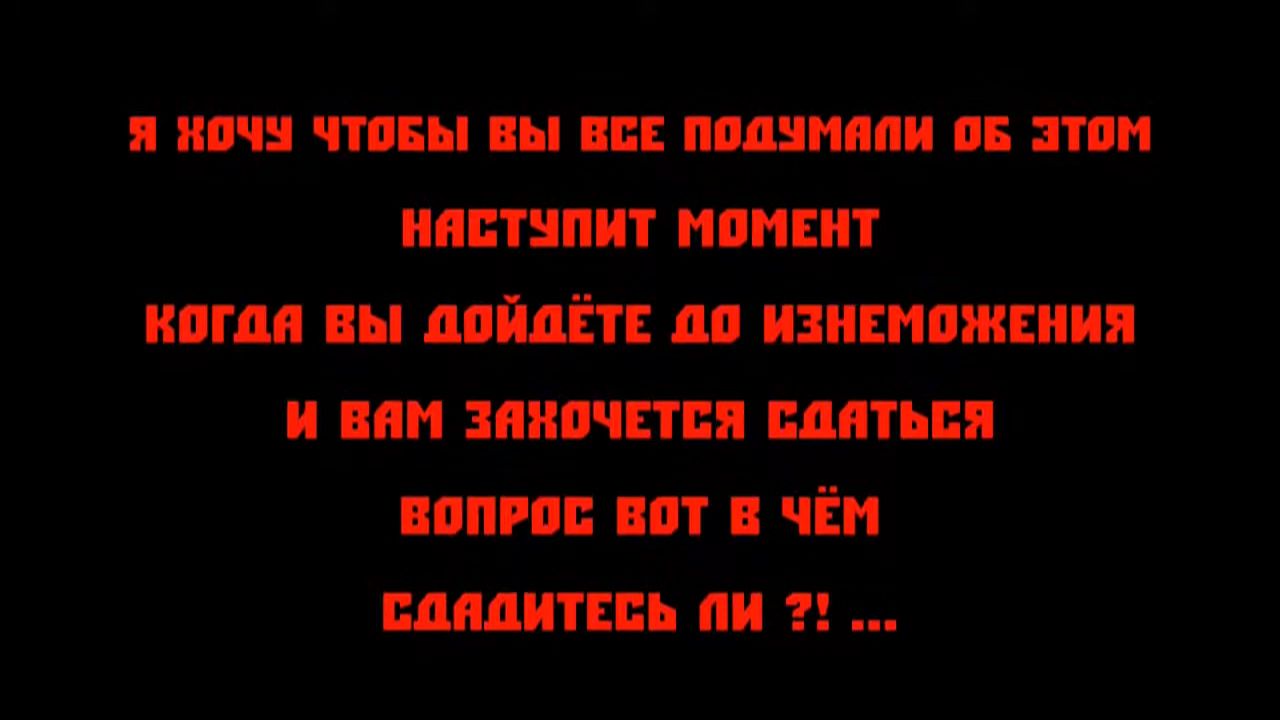 Я ХОЧУ ЧТОБЫ ВЫ ВСЕ ПОДУМАЛИ ОБ ЭТОМ
НАСТУПИТ МОМЕНТ
КОГДА ВЫ ДОЙДЁТЕ ДО ИЗНЕМОЖЕНИЯ
И ВАМ ЗАХОЧЕТСЯ СДАТЬСЯ
ВОПРОС ВОТ В ЧЁМ
СДАДИТЕСЬ ЛИ ?! ...